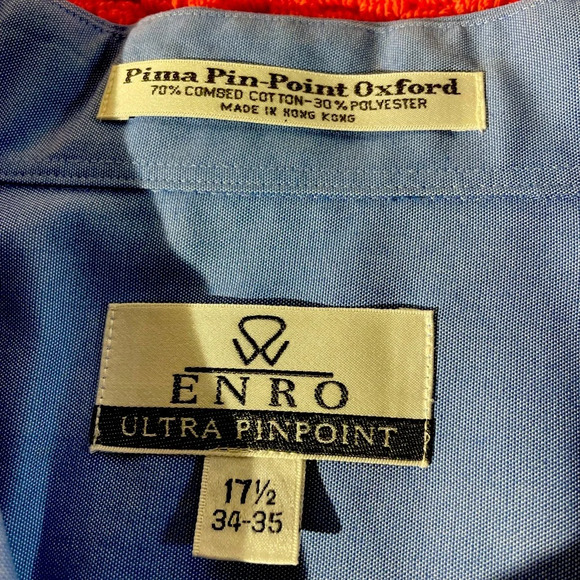 Pima Pin-Point Oxford
70% COMBED COTTON-30% POLYESTER
MADE IN HONG KONG
ENRO
ULTRA PINPOINT
17½
34-35